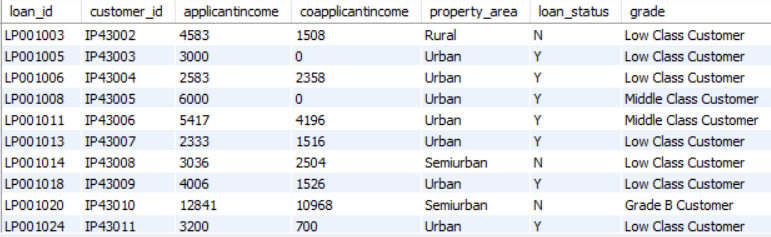 loan_id customer_id applicantincome coapplicantincome property_area loan_status grade
LP001003 IP43002 4583 1508 Rural N Low Class Customer
LP001005 IP43003 3000 0 Urban Y Low Class Customer
LP001006 IP43004 2583 2358 Urban Y Low Class Customer
LP001008 IP43005 6000 0 Urban Y Middle Class Customer
LP001011 IP43006 5417 4196 Urban Y Middle Class Customer
LP001013 IP43007 2333 1516 Urban Y Low Class Customer
LP001014 IP43008 3036 2504 Semiurban N Low Class Customer
LP001018 IP43009 4006 1526 Urban Y Low Class Customer
LP001020 IP43010 12841 10968 Semiurban N Grade B Customer
LP001024 IP43011 3200 700 Urban Y Low Class Customer